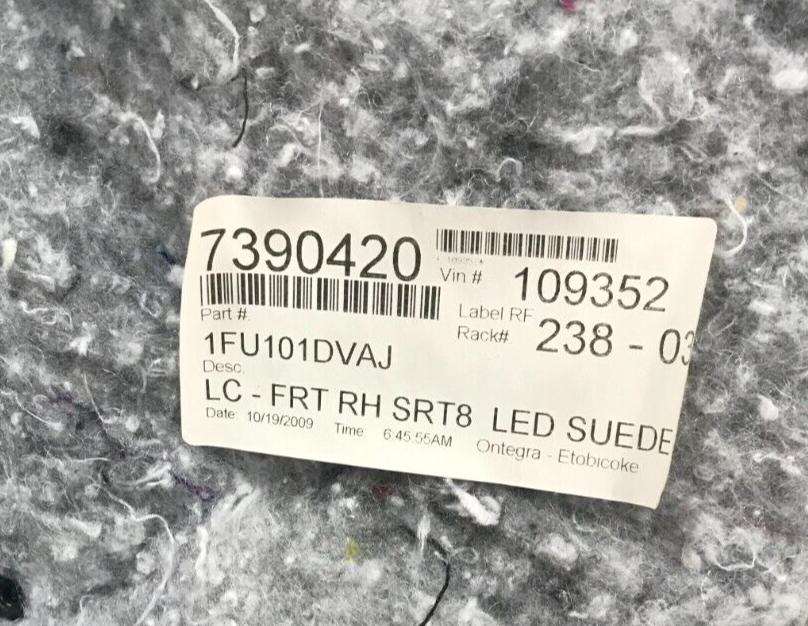 7390420
Vin # 109352
Label RF
Rack# 238 - 03
Part #.
1FU101DVAJ
Desc.
LC - FRT RH SRT8 LED SUEDE
Date: 10/19/2009 Time: 6:45:55AM Ontegra - Etobicoke